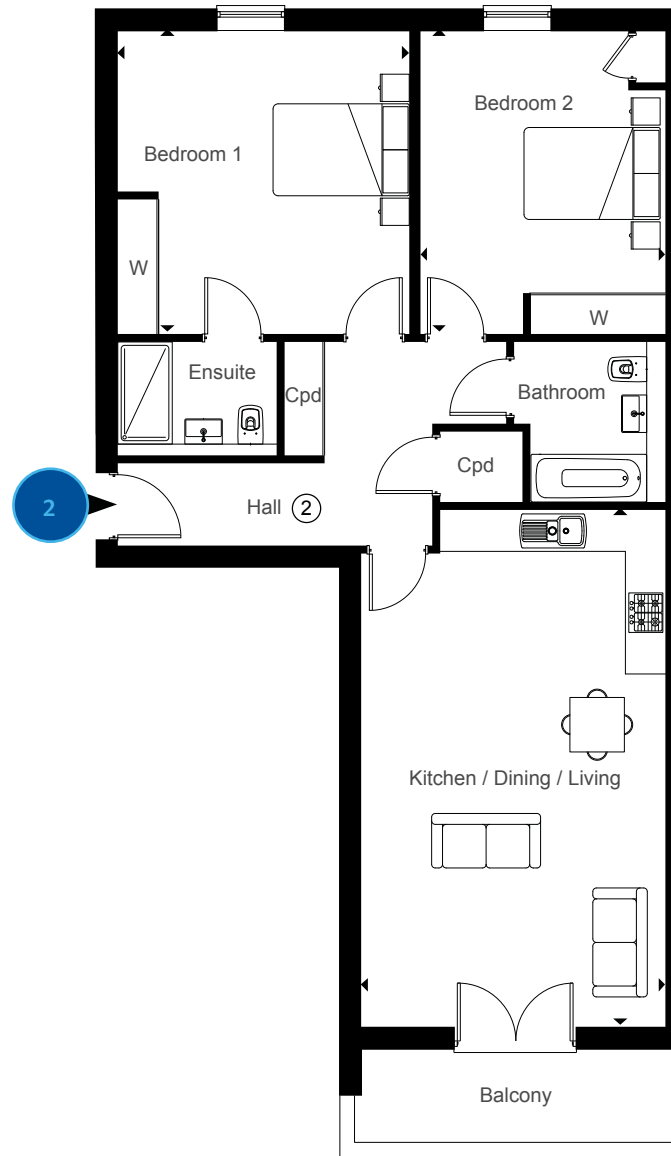 Bedroom 1
Bedroom 2
W
W
Ensuite
Cpd
Bathroom
Cpd
2
Hall 2
Kitchen / Dining / Living
Balcony